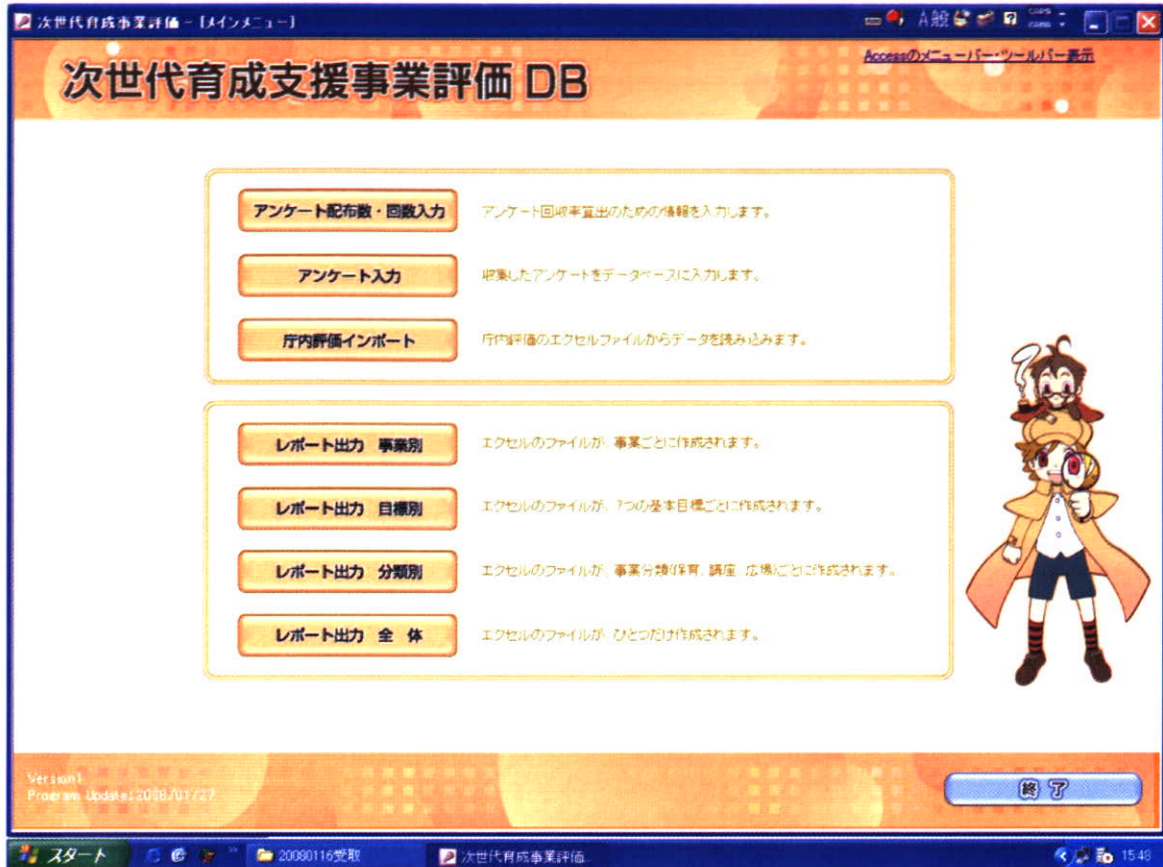 次世代育成事業評価 - [メインメニュー]
A 般
CAPS
KANA
Accessのメニューバー・ツールバー表示
次世代育成支援事業評価 DB
アンケート配布数・回数入力
アンケート回収率算出のための情報を入力します。
アンケート入力
収集したアンケートをデータベースに入力します。
庁内評価インポート
庁内評価のエクセルファイルからデータを読み込みます。
レポート出力 事業別
エクセルのファイルが、事業ごとに作成されます。
レポート出力 目標別
エクセルのファイルが、7つの基本目標ごとに作成されます。
レポート出力 分類別
エクセルのファイルが、事業分類(保育、講座、広場)ごとに作成されます。
レポート出力 全 体
エクセルのファイルが、ひとつだけ作成されます。
Version1
Program Update:2008/01/27
終 了
スタート
20080116受取
次世代育成事業評価...
15:48